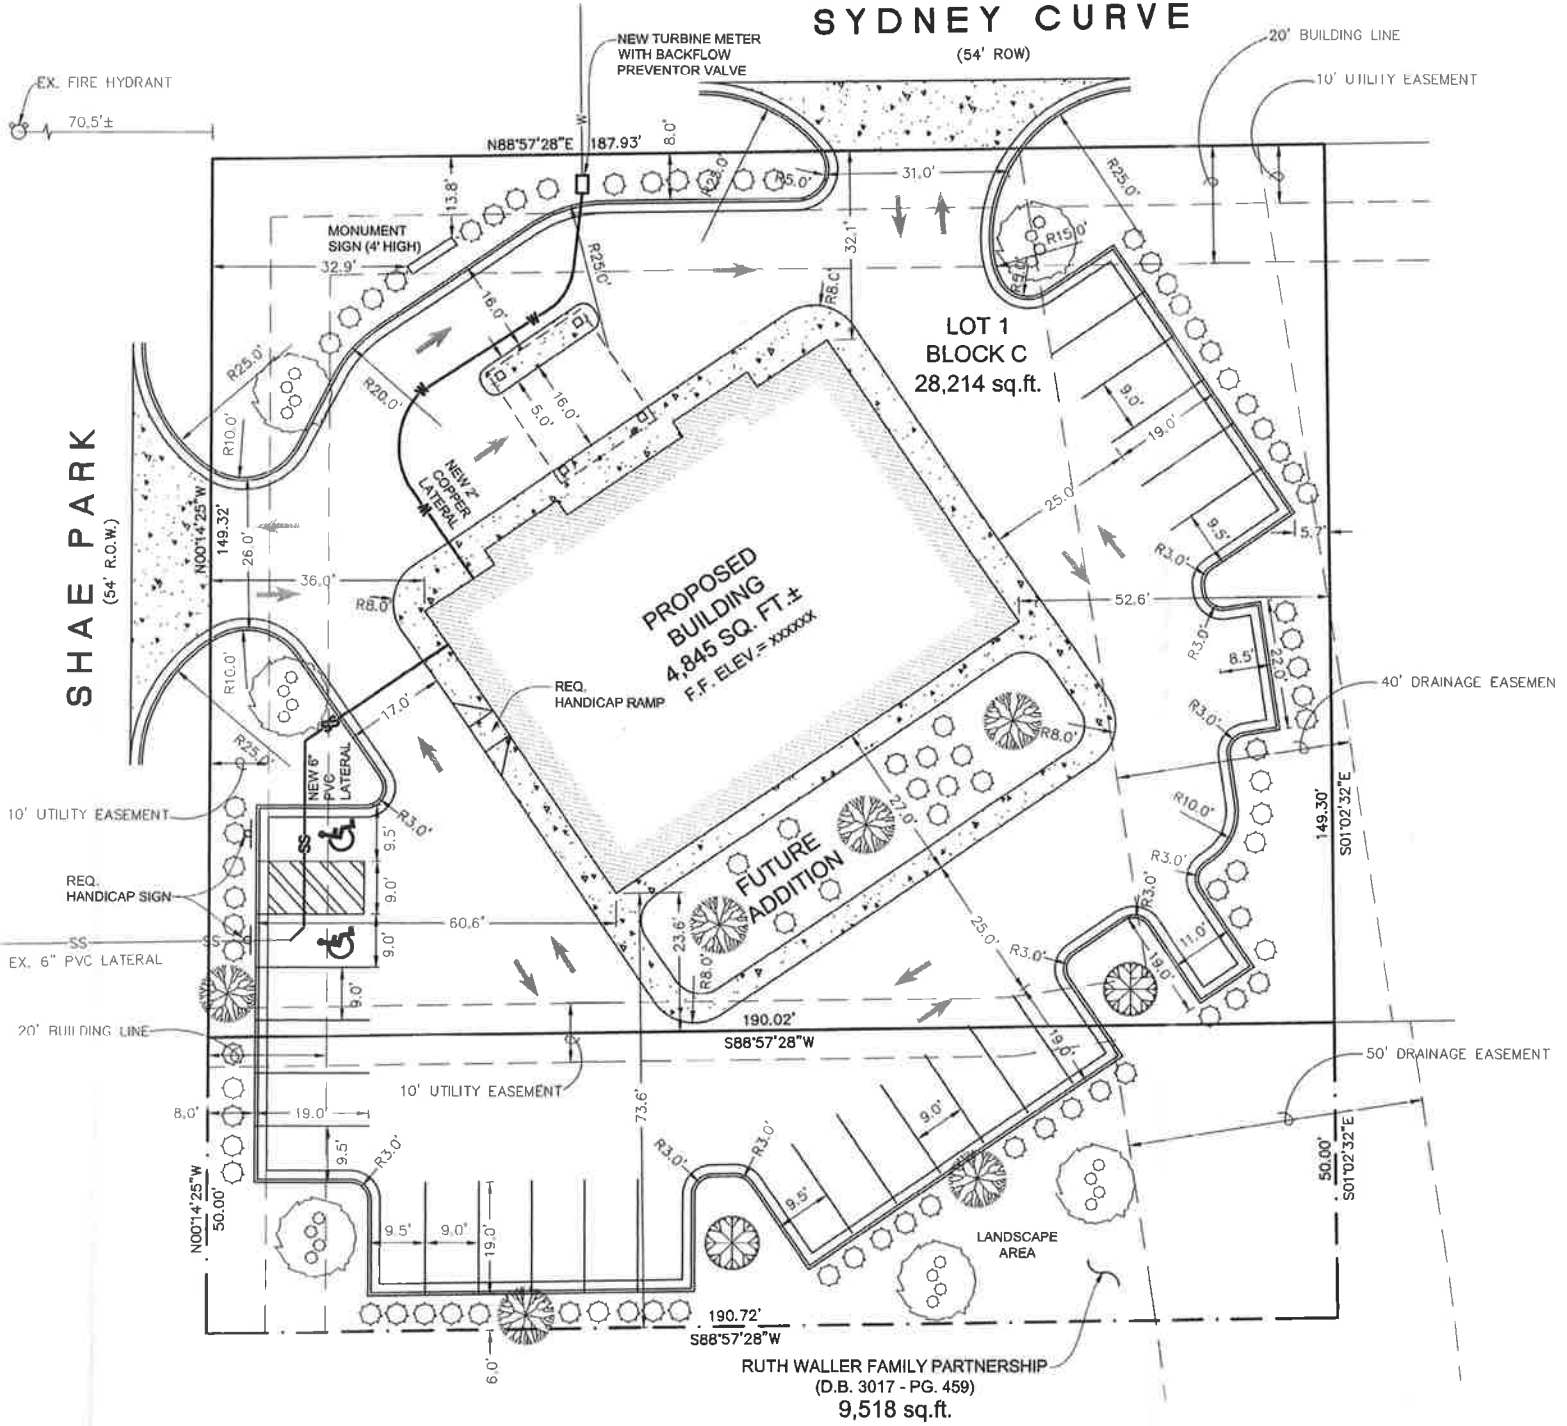 SYDNEY CURVE
(54' ROW)
20' BUILDING LINE
10' UTILITY EASEMENT
NEW TURBINE METER
WITH BACKFLOW
PREVENTOR VALVE
EX. FIRE HYDRANT
70.5'±
N88°57'28"E 187.93'
8.0'
13.8'
R25.0'
R5.0'
31.0'
R25.0'
32.1'
R15.0'
R5.0'
MONUMENT
SIGN (4' HIGH)
32.9'
R25.0'
16.0'
R8.0'
LOT 1
BLOCK C
28,214 sq.ft.
R25.0'
R20.0'
W
W
W
W
16.0'
5.0'
9.0'
19.0'
R10.0'
SHAE PARK
(54' R.O.W.)
N00°14'25"W
149.32'
26.0'
NEW 2"
COPPER
LATERAL
25.0'
9.5'
5.7'
R3.0'
36.0'
R8.0'
52.6'
R3.0'
PROPOSED
BUILDING
4,845 SQ. FT.±
F.F. ELEV.= xxxxxx
8.5'
22.0'
R10.0'
17.0'
REQ.
HANDICAP RAMP
40' DRAINAGE EASEMEN
R3.0'
R8.0'
R25.0'
SS
NEW 6"
PVC
LATERAL
10' UTILITY EASEMENT
R3.0'
27.0'
R10.0'
149.30'
S01°02'32"E
SS
9.5'
9.0'
9.0'
REQ.
HANDICAP SIGN
FUTURE
ADDITION
R3.0'
R3.0'
60.6'
23.6'
25.0'
11.0'
R3.0'
19.0'
SS
SS
EX. 6" PVC LATERAL
R8.0'
9.0'
20' BUILDING LINE
190.02'
S88°57'28"W
19.0'
50' DRAINAGE EASEMENT
10' UTILITY EASEMENT
73.6'
8.0'
19.0'
9.0'
9.5'
R3.0'
R3.0'
R3.0'
N00°14'25"W
50.00'
50.00'
S01°02'32"E
9.5'
9.5'
9.0'
19.0'
LANDSCAPE
AREA
190.72'
S88°57'28"W
6.0'
RUTH WALLER FAMILY PARTNERSHIP
(D.B. 3017 - PG. 459)
9,518 sq.ft.